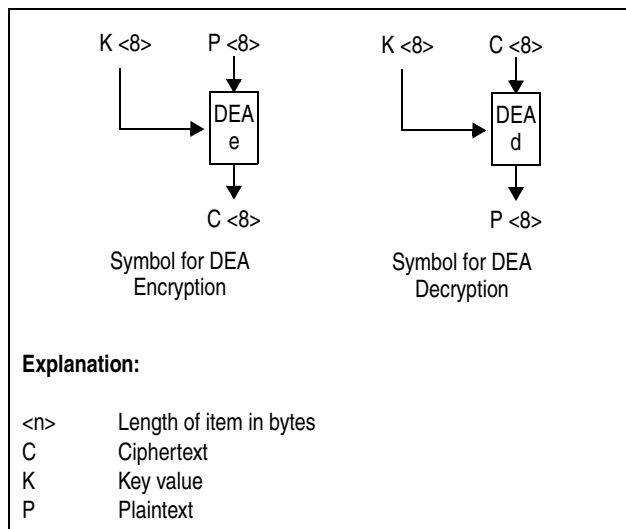 K <8> P <8>
DEA
e
C <8>
Symbol for DEA
Encryption
K <8> C <8>
DEA
d
P <8>
Symbol for DEA
Decryption
Explanation:
<n> Length of item in bytes
C Ciphertext
K Key value
P Plaintext